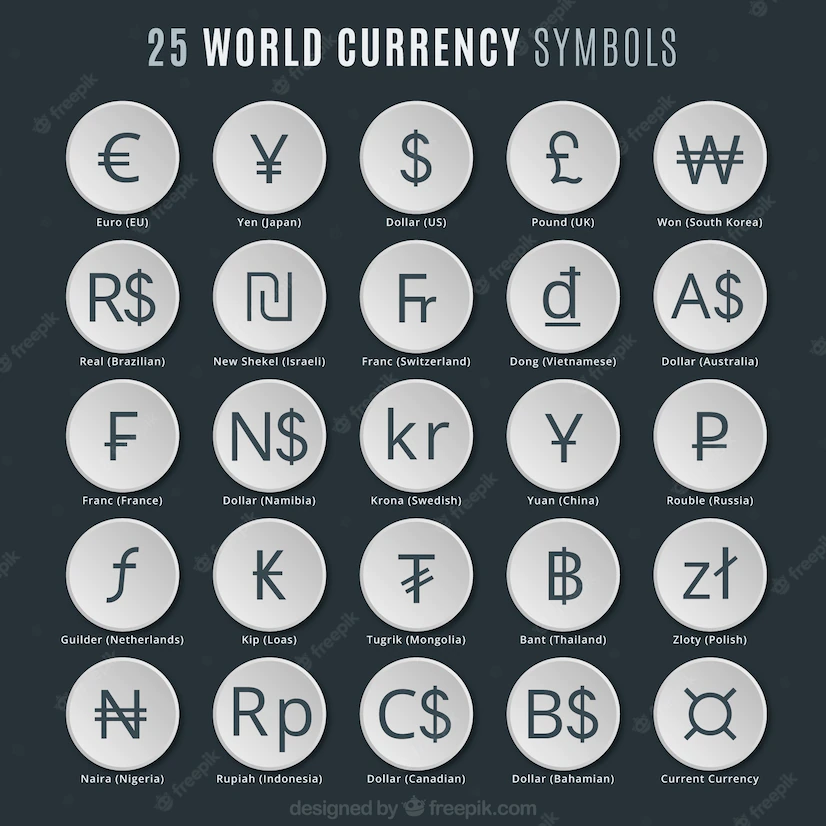 25 WORLD CURRENCY SYMBOLS
€ ¥ $ £ ₩
Euro (EU) Yen (Japan) Dollar (US) Pound (UK) Won (South Korea)
R$ ₪ Fr ₫ A$
Real (Brazilian) New Shekel (Israeli) Franc (Switzerland) Dong (Vietnamese) Dollar (Australia)
₣ N$ kr Y ₽
Franc (France) Dollar (Namibia) Krona (Swedish) Yuan (China) Rouble (Russia)
ƒ ₭ ₮ ฿ zł
Guilder (Netherlands) Kip (Loas) Tugrik (Mongolia) Bant (Thailand) Zloty (Polish)
₦ Rp C$ B$ ¤
Naira (Nigeria) Rupiah (Indonesia) Dollar (Canadian) Dollar (Bahamian) Current Currency
designed by freepik.com